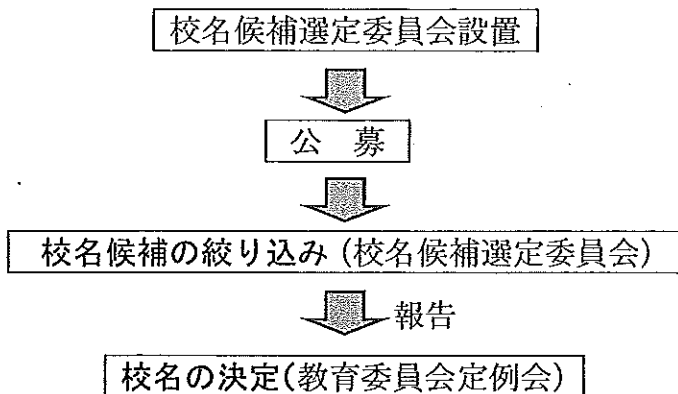 校名候補選定委員会設置
公　募
校名候補の絞り込み（校名候補選定委員会）
報告
校名の決定（教育委員会定例会）